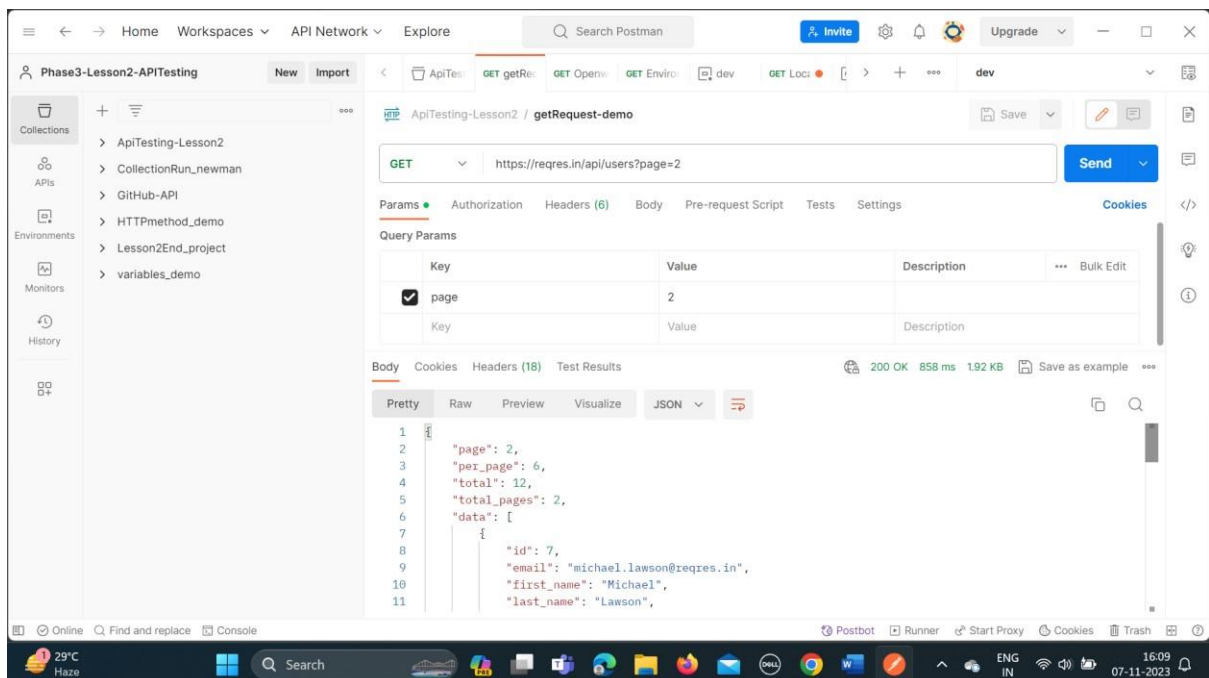 Home Workspaces API Network Explore Search Postman Invite Upgrade
Phase3-Lesson2-APITesting New Import ApiTes GET getRec GET Openw GET Enviro dev GET Loca dev
Collections
APIs
Environments
Monitors
History
ApiTesting-Lesson2
CollectionRun_newman
GitHub-API
HTTPmethod_demo
Lesson2End_project
variables_demo
HTTP ApiTesting-Lesson2 / getRequest-demo Save
GET https://reqres.in/api/users?page=2 Send
Params Authorization Headers (6) Body Pre-request Script Tests Settings Cookies
Query Params
Key Value Description Bulk Edit
page 2
Key Value Description
Body Cookies Headers (18) Test Results 200 OK 858 ms 1.92 KB Save as example
Pretty Raw Preview Visualize JSON
1 {
2 "page": 2,
3 "per_page": 6,
4 "total": 12,
5 "total_pages": 2,
6 "data": [
7 {
8 "id": 7,
9 "email": "michael.lawson@reqres.in",
10 "first_name": "Michael",
11 "last_name": "Lawson",
Online Find and replace Console Postbot Runner Start Proxy Cookies Trash
1 29°C Search DELL ENG 16:09
Haze IN 07-11-2023